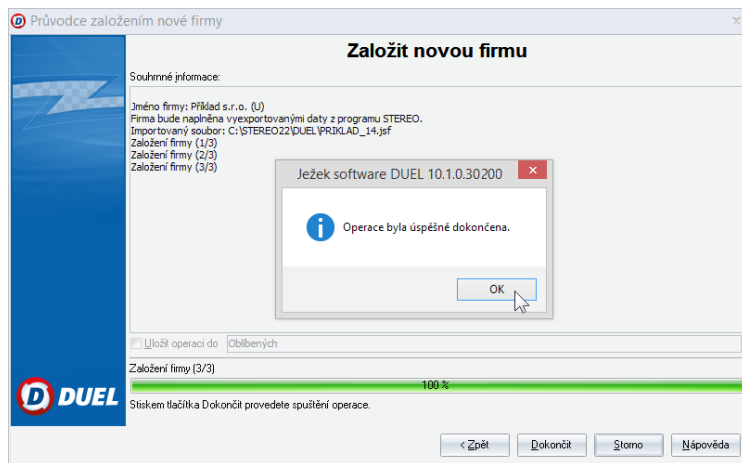 Průvodce založením nové firmy
Založit novou firmu
Souhrnné informace:
Jméno firmy: Příklad s.r.o. (U)
Firma bude naplněna vyexportovanými daty z programu STEREO.
Importovaný soubor: C:\STEREO22\DUEL\PRIKLAD_14.jsf
Založení firmy (1/3)
Založení firmy (2/3)
Založení firmy (3/3)
Ježek software DUEL 10.1.0.30200
Operace byla úspěšně dokončena.
OK
Uložit operaci do Oblíbených
Založení firmy (3/3)
100 %
DUEL
Stiskem tlačítka Dokončit provedete spuštění operace.
< Zpět Dokončit Storno Nápověda